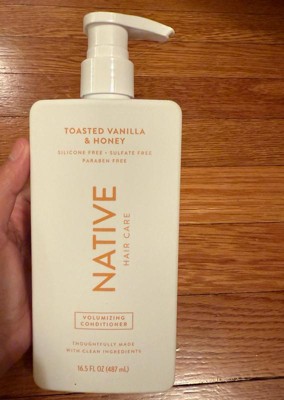 TOASTED VANILLA
& HONEY
SILICONE FREE • SULFATE FREE
PARABEN FREE
NATIVE
HAIR CARE
VOLUMIZING
CONDITIONER
THOUGHTFULLY MADE
WITH CLEAN INGREDIENTS
16.5 FL OZ (487 mL)